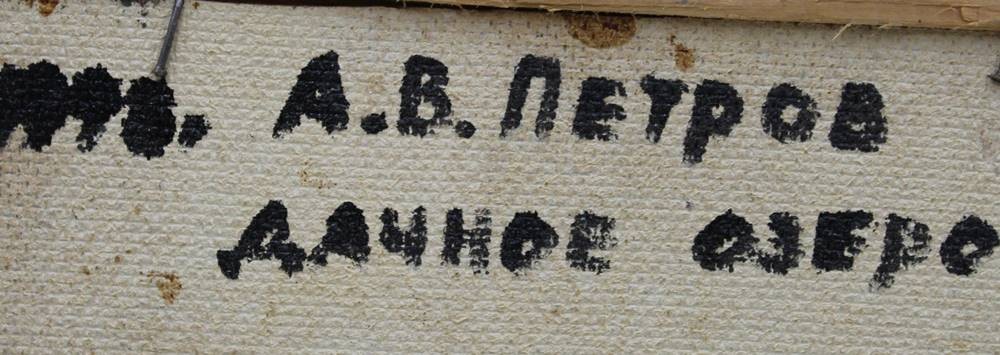 А.В.Петров
Дачное озеро